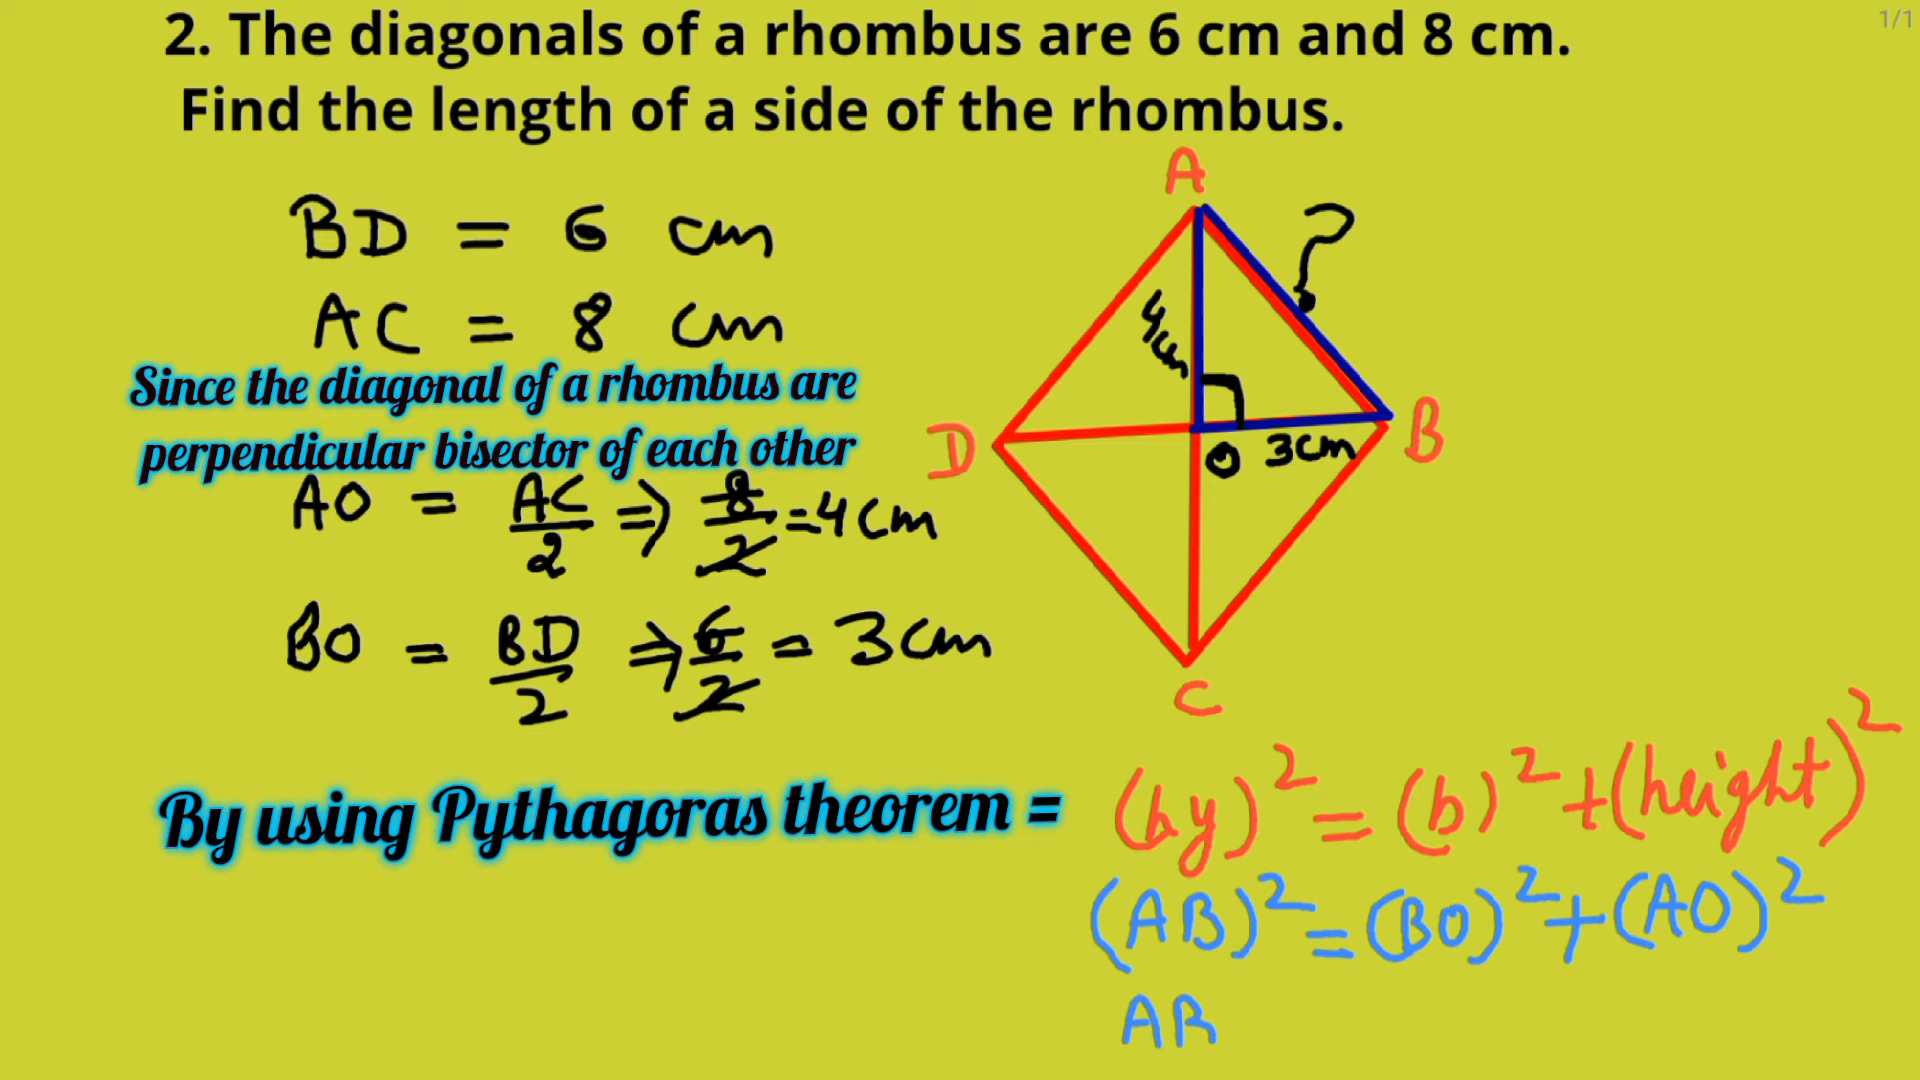 1/1
2. The diagonals of a rhombus are 6 cm and 8 cm.
Find the length of a side of the rhombus.
BD = 6 cm
AC = 8 cm
Since the diagonal of a rhombus are
perpendicular bisector of each other
AO = AC/2 ⇒ 8/2 = 4 cm
BO = BD/2 ⇒ 6/2 = 3 cm
A
?
4cm
D
B
O 3cm
C
By using Pythagoras theorem =
(hy)² = (b)² + (height)²
(AB)² = (BO)² + (AO)²
AB